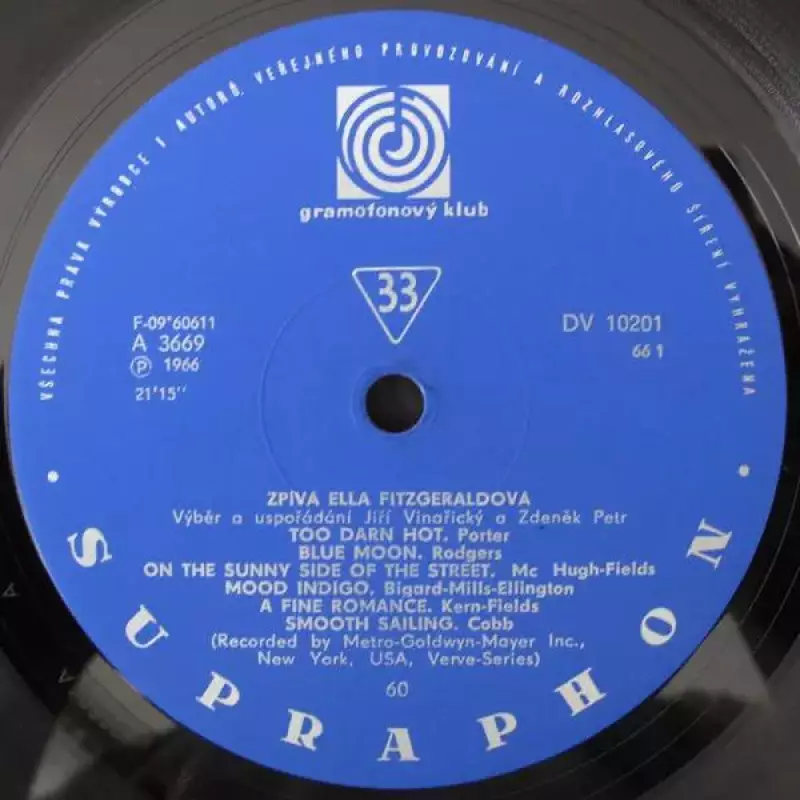 VŠECHNA PRÁVA VÝROBCE I AUTORŮ, VEŘEJNÉHO PROVOZOVÁNÍ A ROZHLASOVÉHO ŠÍŘENÍ VYHRAŽENA
gramofonový klub
33
F-09*60611
A 3669
Ⓟ 1966
21'15''
DV 10201
66 1
ZPÍVA ELLA FITZGERALDOVA
Výběr a uspořádání Jiří Vinařický a Zdeněk Petr
TOO DARN HOT. Porter
BLUE MOON. Rodgers
ON THE SUNNY SIDE OF THE STREET. Mc Hugh-Fields
MOOD INDIGO. Bigard-Mills-Ellington
A FINE ROMANCE. Kern-Fields
SMOOTH SAILING. Cobb
(Recorded by Metro-Goldwyn-Mayer Inc.,
New York, USA, Verve-Series)
60
• SUPRAPHON •